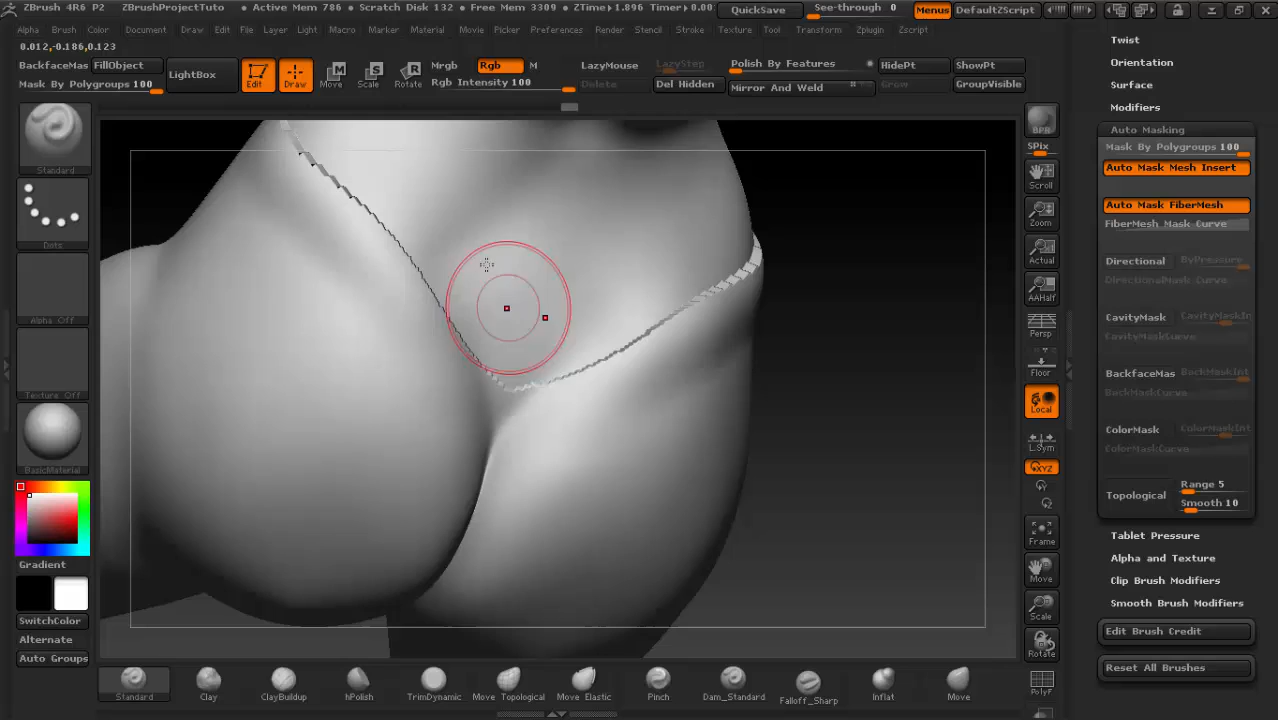 ZBrush 4R6 P2 ZBrushProjectTuto • Active Mem 786 • Scratch Disk 132 • Free Mem 3309 • ZTime▸1.896 Timer▸0.00 QuickSave See-through 0 Menus DefaultZScript
Alpha Brush Color Document Draw Edit File Layer Light Macro Marker Material Movie Picker Preferences Render Stencil Stroke Texture Tool Transform Zplugin Zscript
0.012,-0.186,0.123
BackfaceMas FillObject LightBox Edit Draw Move Scale Rotate Mrgb Rgb M LazyMouse LazyStep Polish By Features HidePt ShowPt
Mask By Polygroups 100 Rgb Intensity 100 Delete Del Hidden Mirror And Weld Grow GroupVisible
Standard
Dots
Alpha Off
Texture Off
BasicMaterial
Gradient
SwitchColor
Alternate
Auto Groups
Standard Clay ClayBuildup hPolish TrimDynamic Move Topological Move Elastic Pinch Dam_Standard Falloff_Sharp Inflat Move
BPR
SPix
Scroll
Zoom
Actual
AAHalf
Persp
Floor
Local
L.Sym
XYZ
Frame
Move
Scale
Rotate
PolyF
Twist
Orientation
Surface
Modifiers
Auto Masking
Mask By Polygroups 100
Auto Mask Mesh Insert
Auto Mask FiberMesh
FiberMesh Mask Curve
Directional ByPressure
DirectionalMask Curve
CavityMask CavityMaskIn
CavityMaskCurve
BackfaceMas BackMaskInt
BackMaskCurve
ColorMask ColorMaskInt
ColorMaskCurve
Topological Range 5
Smooth 10
Tablet Pressure
Alpha and Texture
Clip Brush Modifiers
Smooth Brush Modifiers
Edit Brush Credit
Reset All Brushes